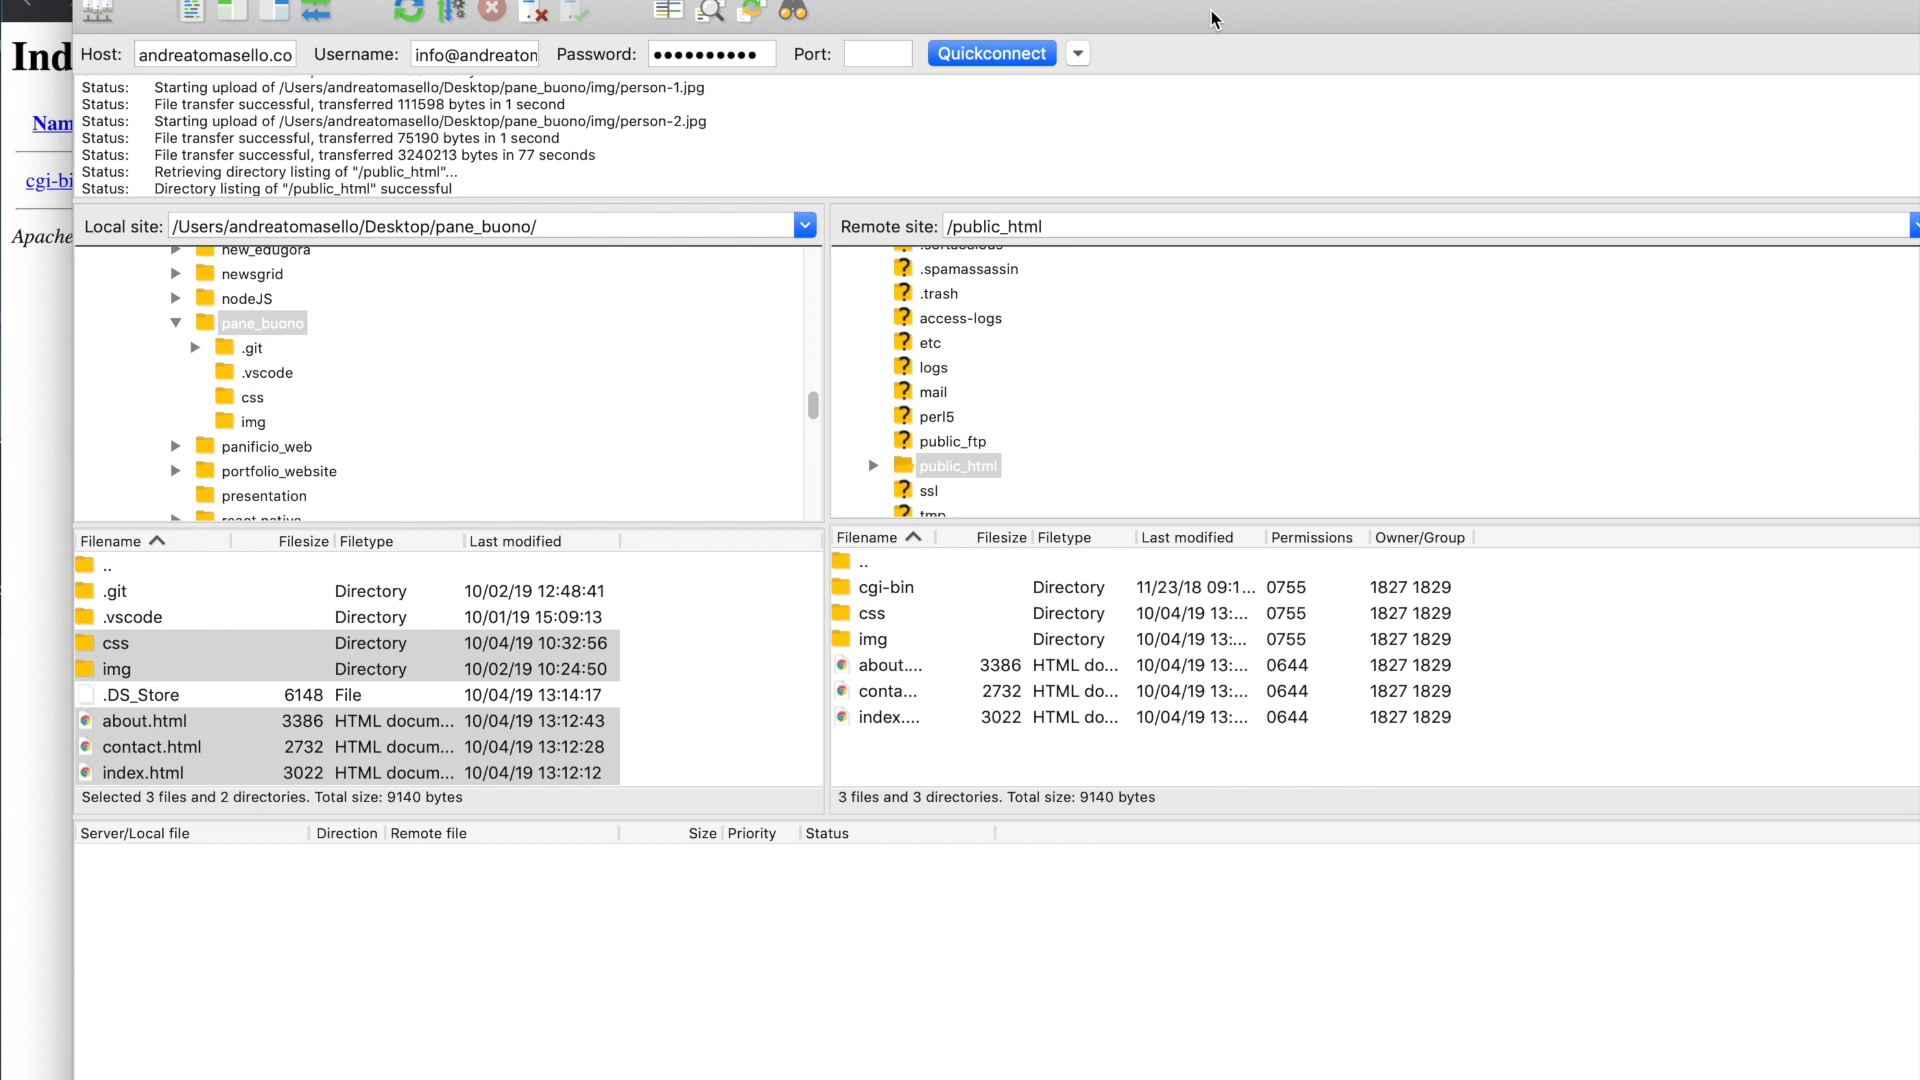 Ind
Nam
cgi-bi
Apache
Host: andreatomasello.co Username: info@andreaton Password: ●●●●●●●●●● Port: Quickconnect
Status: Starting upload of /Users/andreatomasello/Desktop/pane_buono/img/person-1.jpg
Status: File transfer successful, transferred 111598 bytes in 1 second
Status: Starting upload of /Users/andreatomasello/Desktop/pane_buono/img/person-2.jpg
Status: File transfer successful, transferred 75190 bytes in 1 second
Status: File transfer successful, transferred 3240213 bytes in 77 seconds
Status: Retrieving directory listing of "/public_html"...
Status: Directory listing of "/public_html" successful
Local site: /Users/andreatomasello/Desktop/pane_buono/
new_edugora
newsgrid
nodeJS
pane_buono
.git
.vscode
css
img
panificio_web
portfolio_website
presentation
react native
Remote site: /public_html
.spamassassin
.trash
access-logs
etc
logs
mail
perl5
public_ftp
public_html
ssl
tmp
Filename Filesize Filetype Last modified
..
.git Directory 10/02/19 12:48:41
.vscode Directory 10/01/19 15:09:13
css Directory 10/04/19 10:32:56
img Directory 10/02/19 10:24:50
.DS_Store 6148 File 10/04/19 13:14:17
about.html 3386 HTML docum... 10/04/19 13:12:43
contact.html 2732 HTML docum... 10/04/19 13:12:28
index.html 3022 HTML docum... 10/04/19 13:12:12
Selected 3 files and 2 directories. Total size: 9140 bytes
Filename Filesize Filetype Last modified Permissions Owner/Group
..
cgi-bin Directory 11/23/18 09:1... 0755 1827 1829
css Directory 10/04/19 13:... 0755 1827 1829
img Directory 10/04/19 13:... 0755 1827 1829
about.... 3386 HTML do... 10/04/19 13:... 0644 1827 1829
conta... 2732 HTML do... 10/04/19 13:... 0644 1827 1829
index.... 3022 HTML do... 10/04/19 13:... 0644 1827 1829
3 files and 3 directories. Total size: 9140 bytes
Server/Local file Direction Remote file Size Priority Status